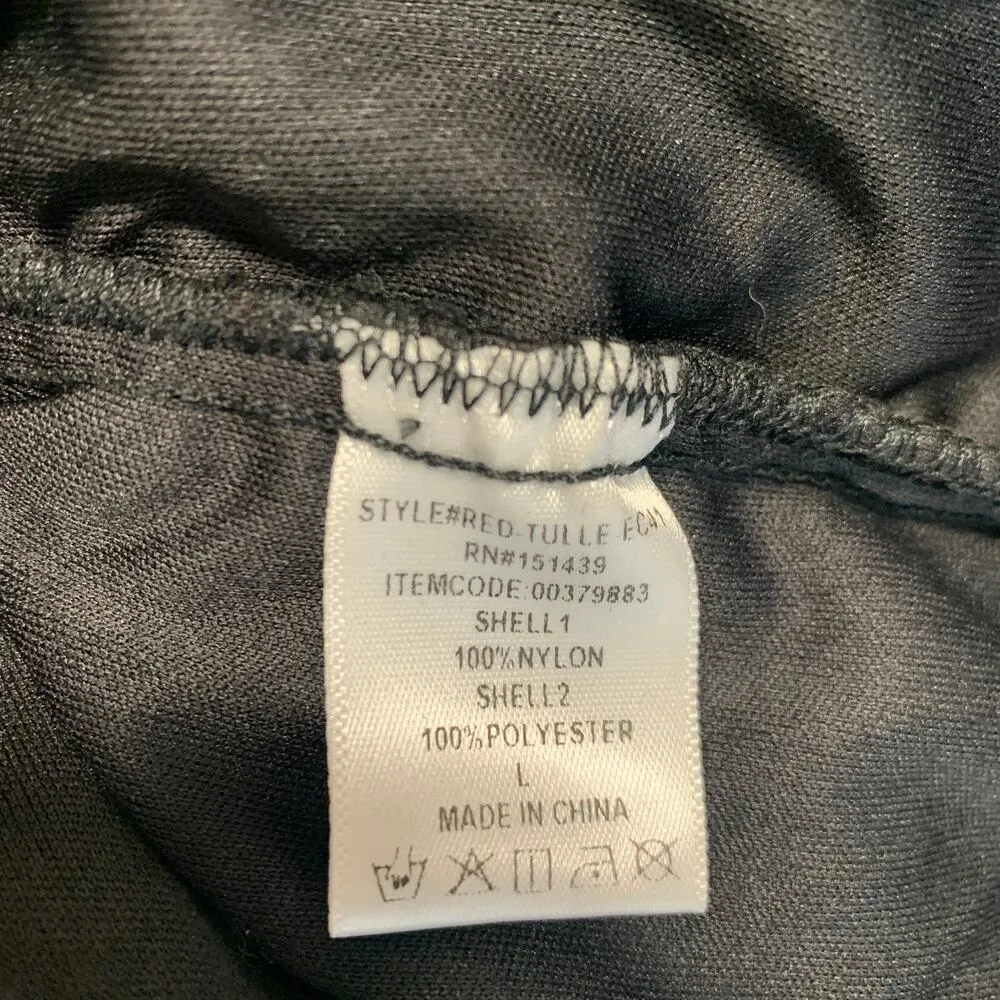 STYLE#RED-TULLE
RN#151439
ITEMCODE:00379883
SHELL1
100%NYLON
SHELL2
100%POLYESTER
L
MADE IN CHINA